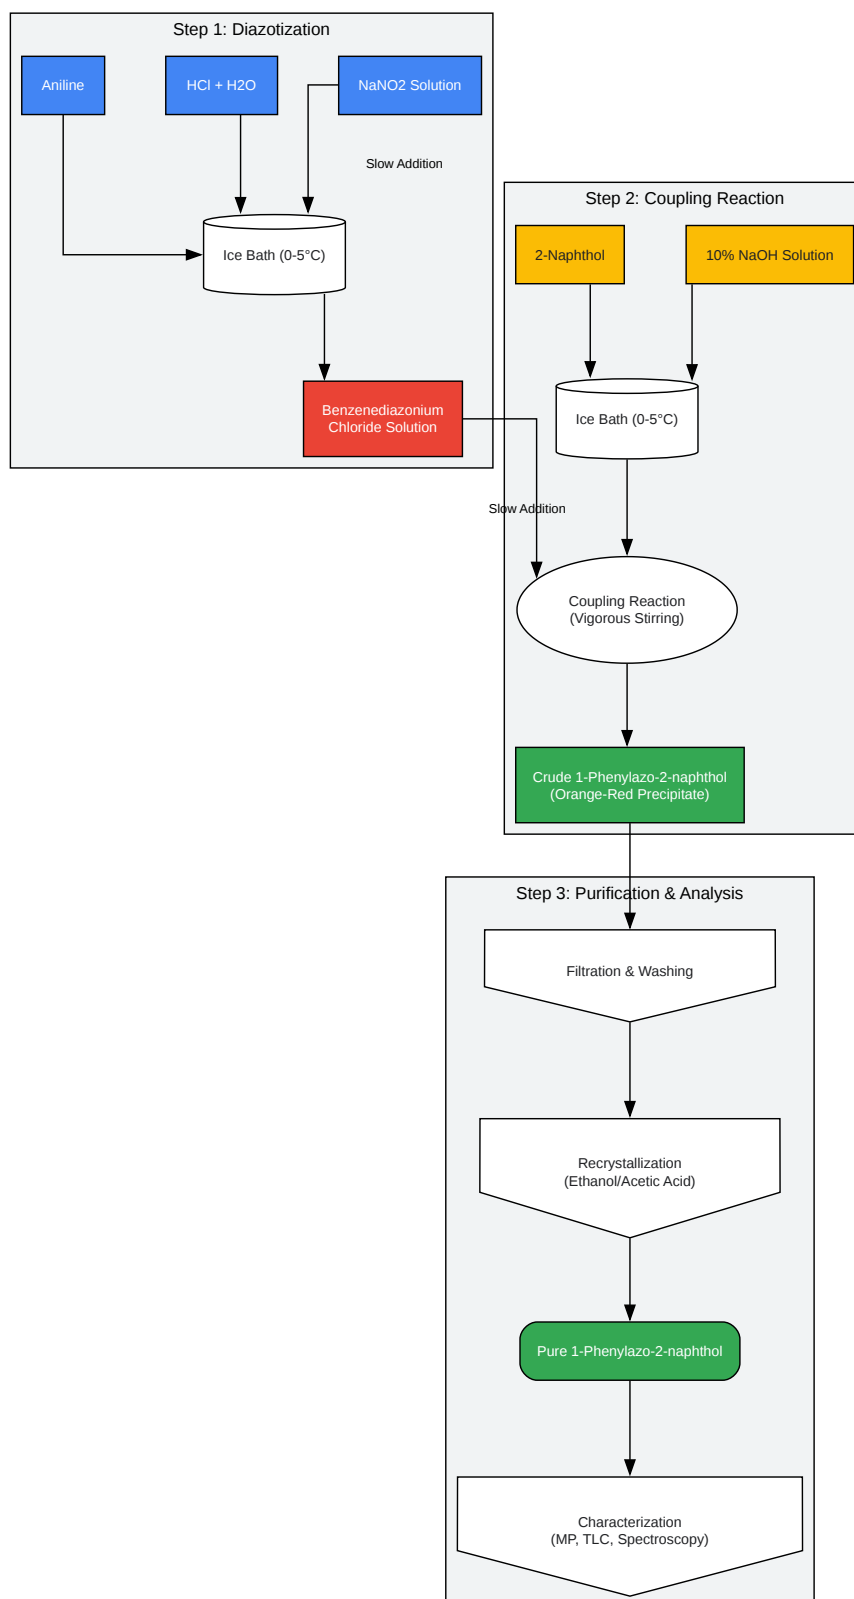 Step 1: Diazotization
Aniline
HCl + H2O
NaNO2 Solution
Slow Addition
Ice Bath (0-5°C)
Benzenediazonium
Chloride Solution
Step 2: Coupling Reaction
2-Naphthol
10% NaOH Solution
Ice Bath (0-5°C)
Slow Addition
Coupling Reaction
(Vigorous Stirring)
Crude 1-Phenylazo-2-naphthol
(Orange-Red Precipitate)
Step 3: Purification & Analysis
Filtration & Washing
Recrystallization
(Ethanol/Acetic Acid)
Pure 1-Phenylazo-2-naphthol
Characterization
(MP, TLC, Spectroscopy)